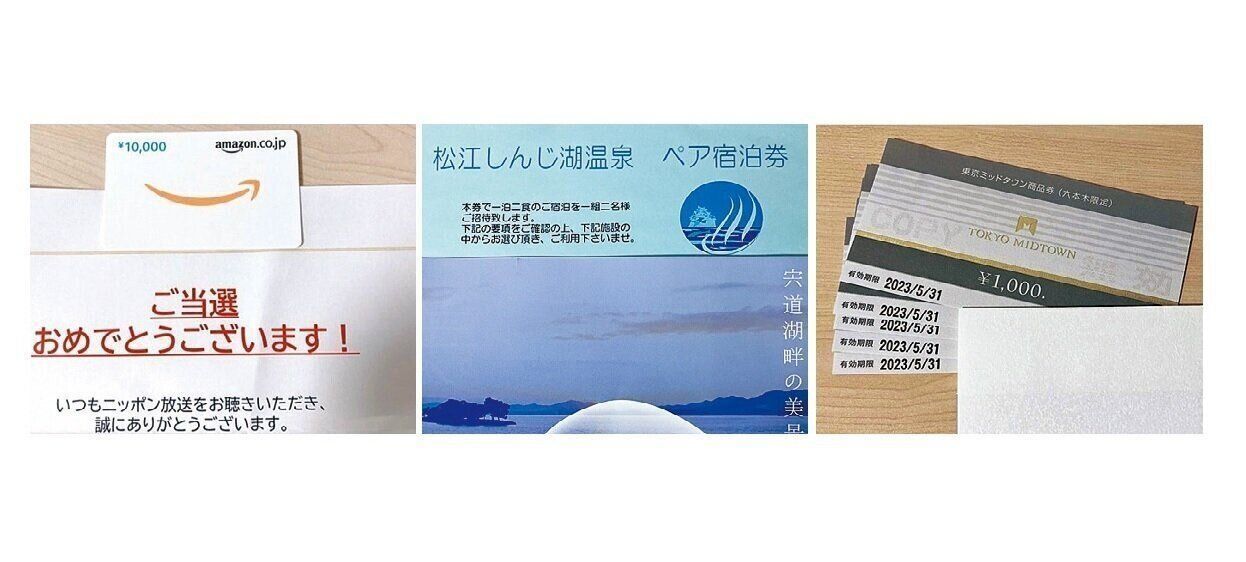 ¥10,000
amazon.co.jp
ご当選
おめでとうございます！
いつもニッポン放送をお聴きいただき、
誠にありがとうございます。
松江しんじ湖温泉　ペア宿泊券
本券で一泊二食のご宿泊を一組二名様
ご招待致します。
下記の要項をご確認の上、下記施設の
中からお選び頂き、ご利用下さいませ。
宍道湖畔の美
東京ミッドタウン商品券（六本木限定）
COPY
TOKYO MIDTOWN
¥1,000.
有効期限 2023/5/31
有効期限 2023/5/31
有効期限 2023/5/31
有効期限 2023/5/31
有効期限 2023/5/31